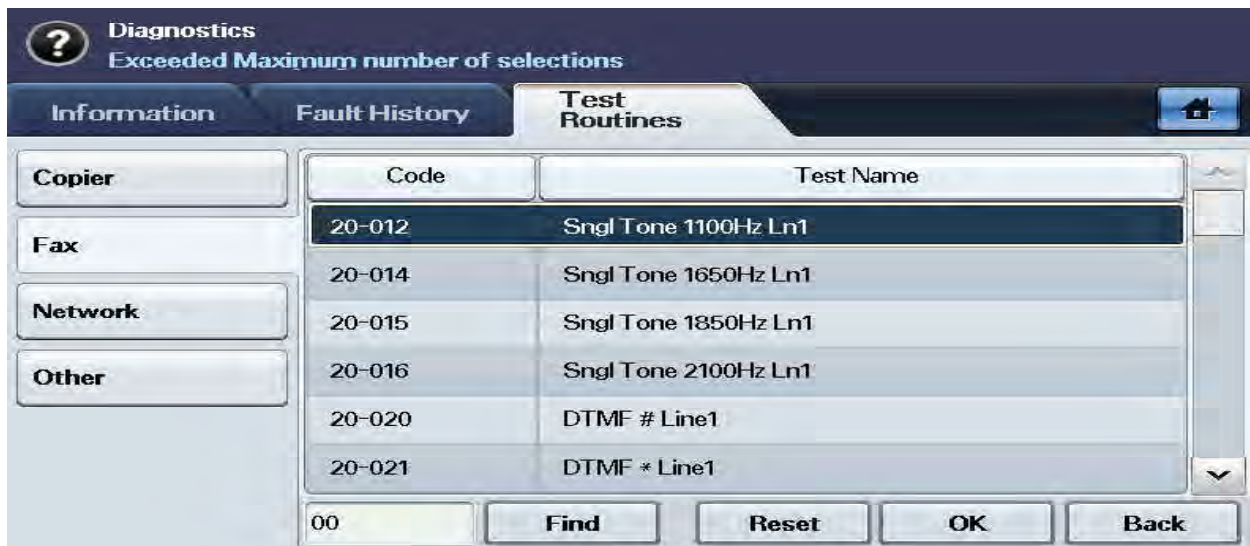 ?
Diagnostics
Exceeded Maximum number of selections
Information Fault History Test Routines
Copier
Fax
Network
Other
Code Test Name
20-012 Sngl Tone 1100Hz Ln1
20-014 Sngl Tone 1650Hz Ln1
20-015 Sngl Tone 1850Hz Ln1
20-016 Sngl Tone 2100Hz Ln1
20-020 DTMF # Line1
20-021 DTMF * Line1
00 Find Reset OK Back